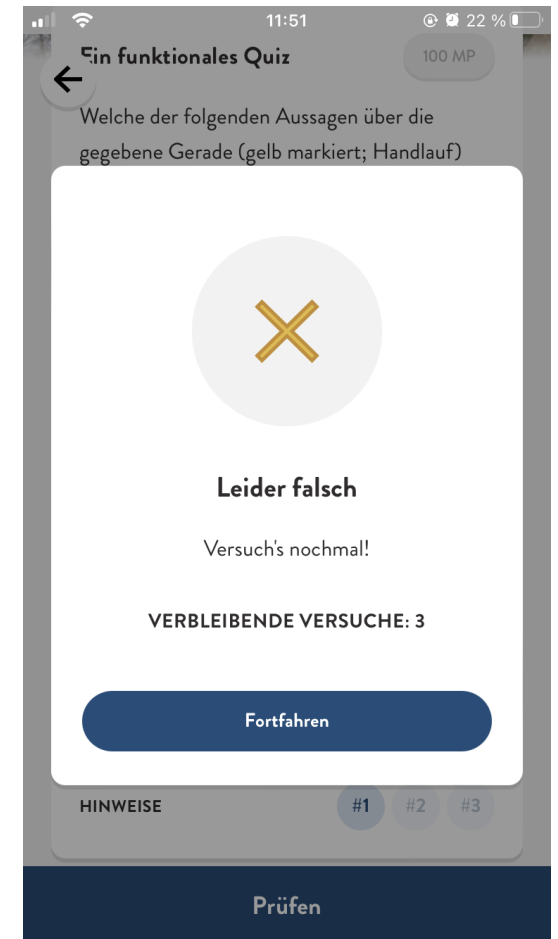 11:51
22 %
Ein funktionales Quiz
100 MP
Welche der folgenden Aussagen über die
gegebene Gerade (gelb markiert; Handlauf)
Leider falsch
Versuch's nochmal!
VERBLEIBENDE VERSUCHE: 3
Fortfahren
HINWEISE
#1 #2 #3
Prüfen